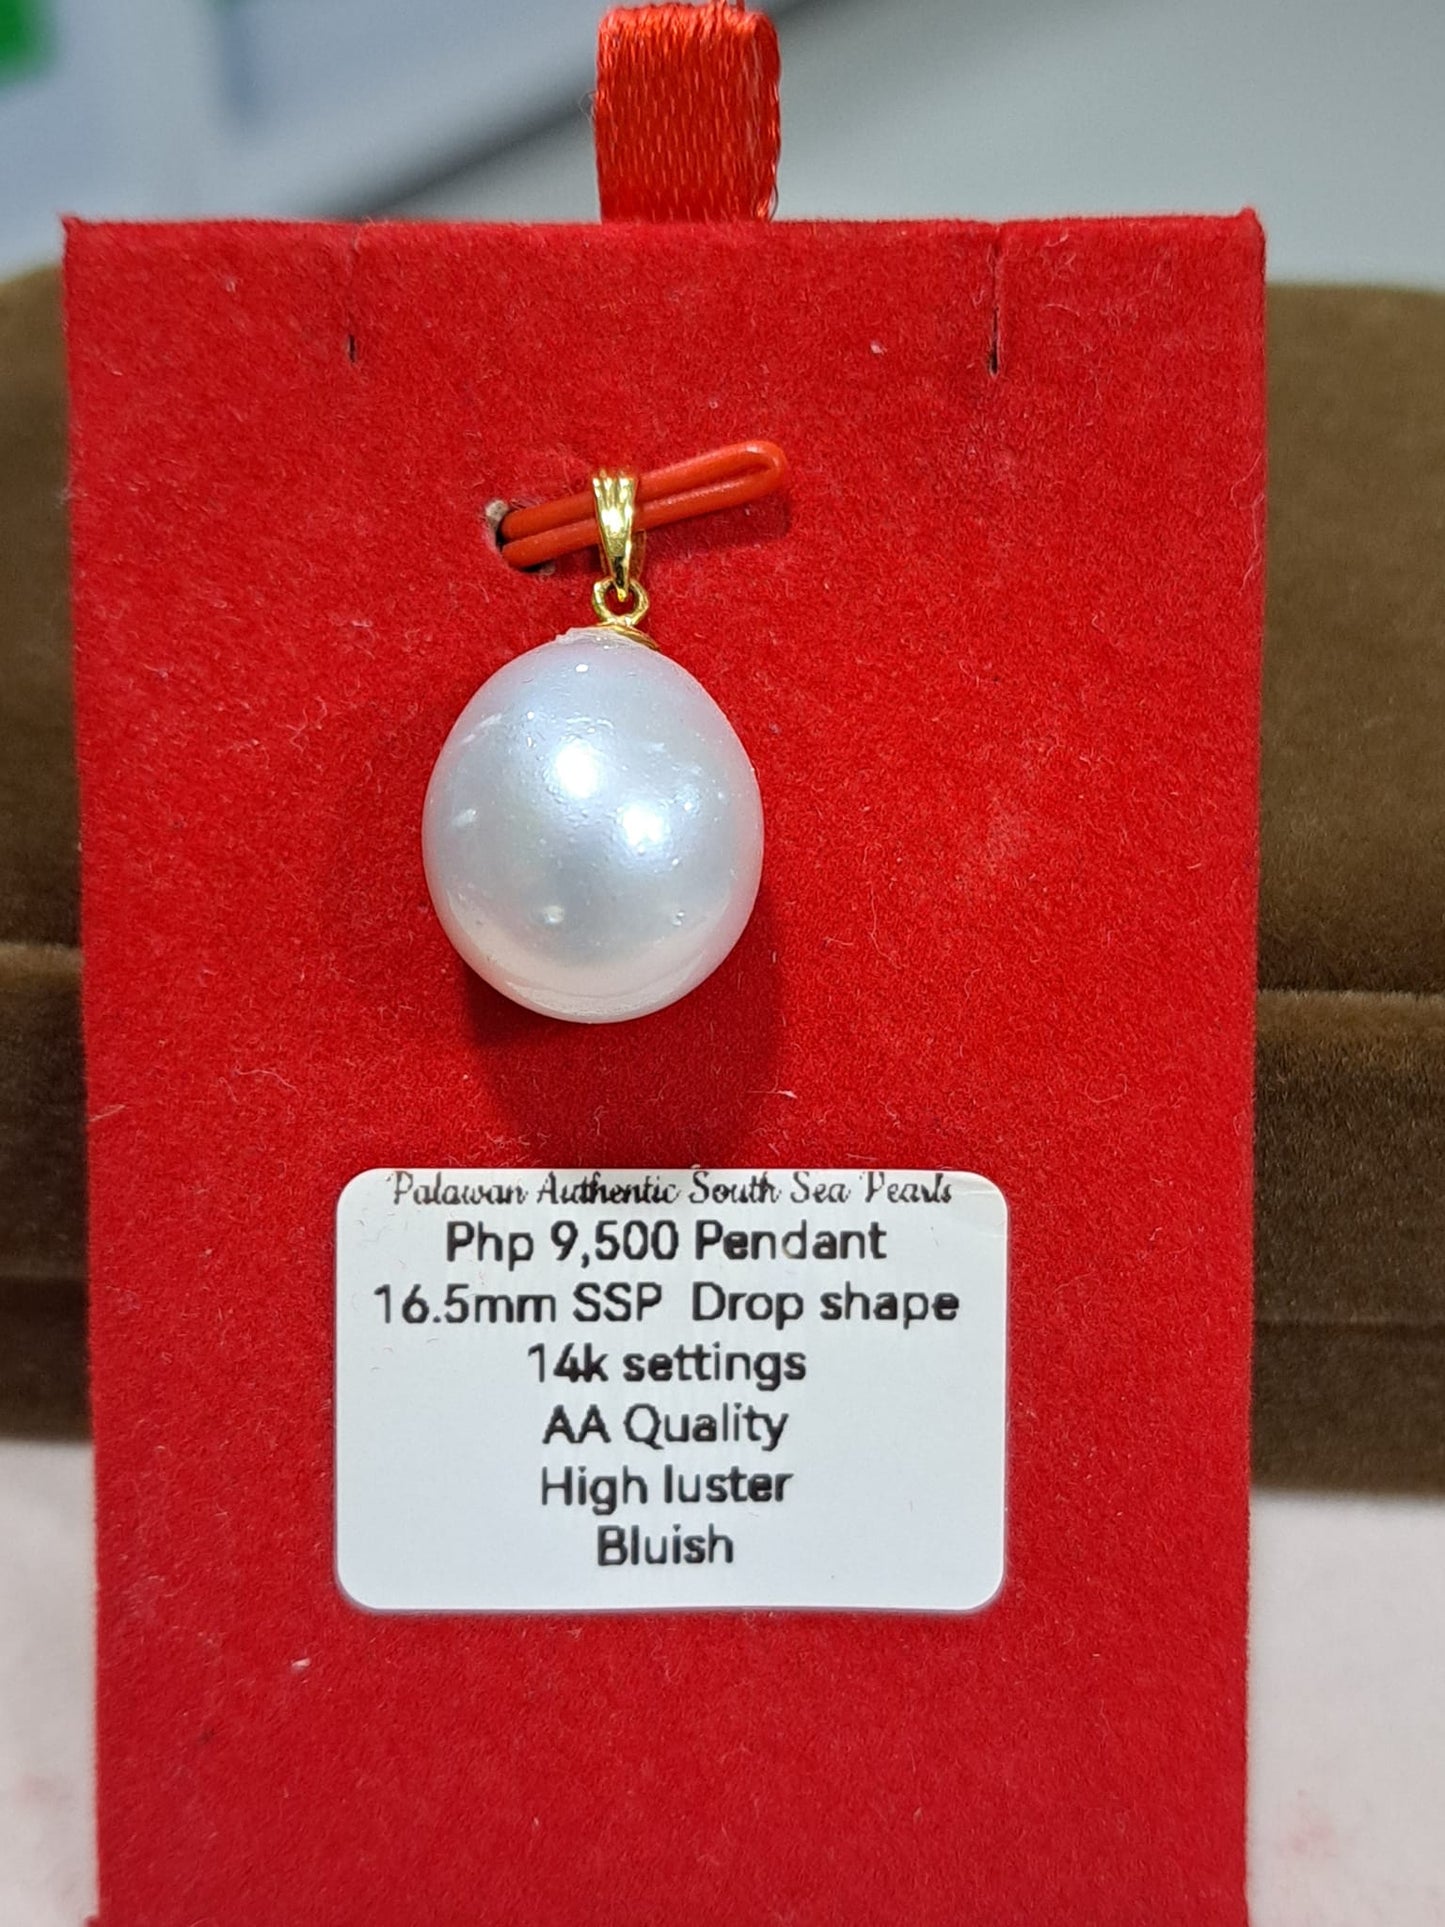 Palawan Authentic South Sea Pearls
Php 9,500 Pendant
16.5mm SSP Drop shape
14k settings
AA Quality
High luster
Bluish